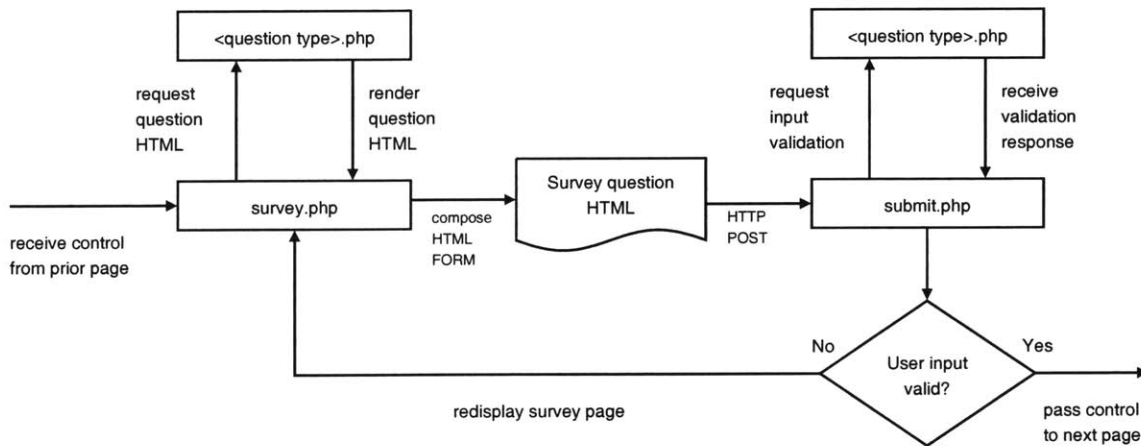 <question type>.php
request
question
HTML
render
question
HTML
survey.php
receive control
from prior page
compose
HTML
FORM
Survey question
HTML
HTTP
POST
<question type>.php
request
input
validation
receive
validation
response
submit.php
User input
valid?
No
Yes
redisplay survey page
pass control
to next page